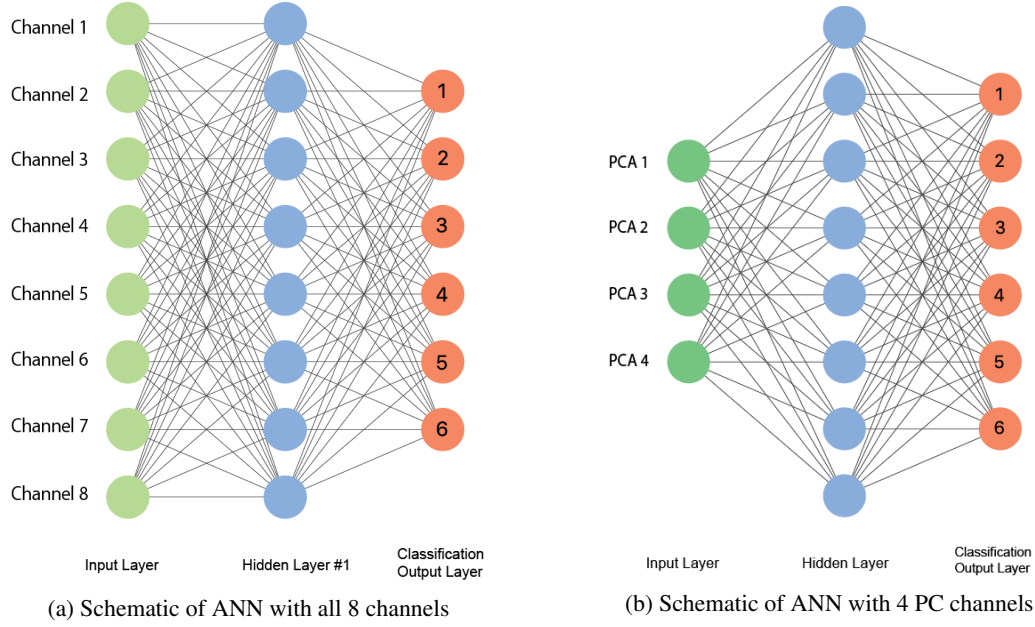 Channel 1
Channel 2
Channel 3
Channel 4
Channel 5
Channel 6
Channel 7
Channel 8
1
2
3
4
5
6
Input Layer
Hidden Layer #1
Classification
Output Layer
(a) Schematic of ANN with all 8 channels
PCA 1
PCA 2
PCA 3
PCA 4
1
2
3
4
5
6
Input Layer
Hidden Layer
Classification
Output Layer
(b) Schematic of ANN with 4 PC channels